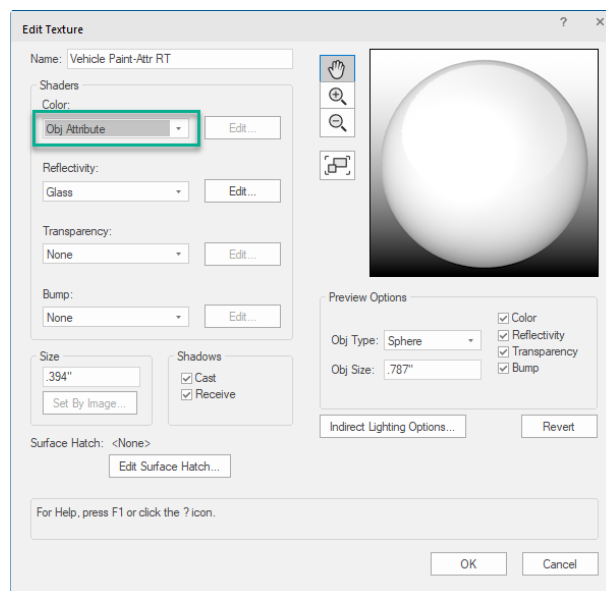 Edit Texture
? ×
Name: Vehicle Paint-Attr RT
Shaders
Color:
Obj Attribute Edit...
Reflectivity:
Glass Edit...
Transparency:
None Edit...
Bump:
None Edit...
Size
.394"
Set By Image...
Shadows
Cast
Receive
Surface Hatch: <None>
Edit Surface Hatch...
Preview Options
Obj Type: Sphere
Obj Size: .787"
Color
Reflectivity
Transparency
Bump
Indirect Lighting Options... Revert
For Help, press F1 or click the ? icon.
OK Cancel